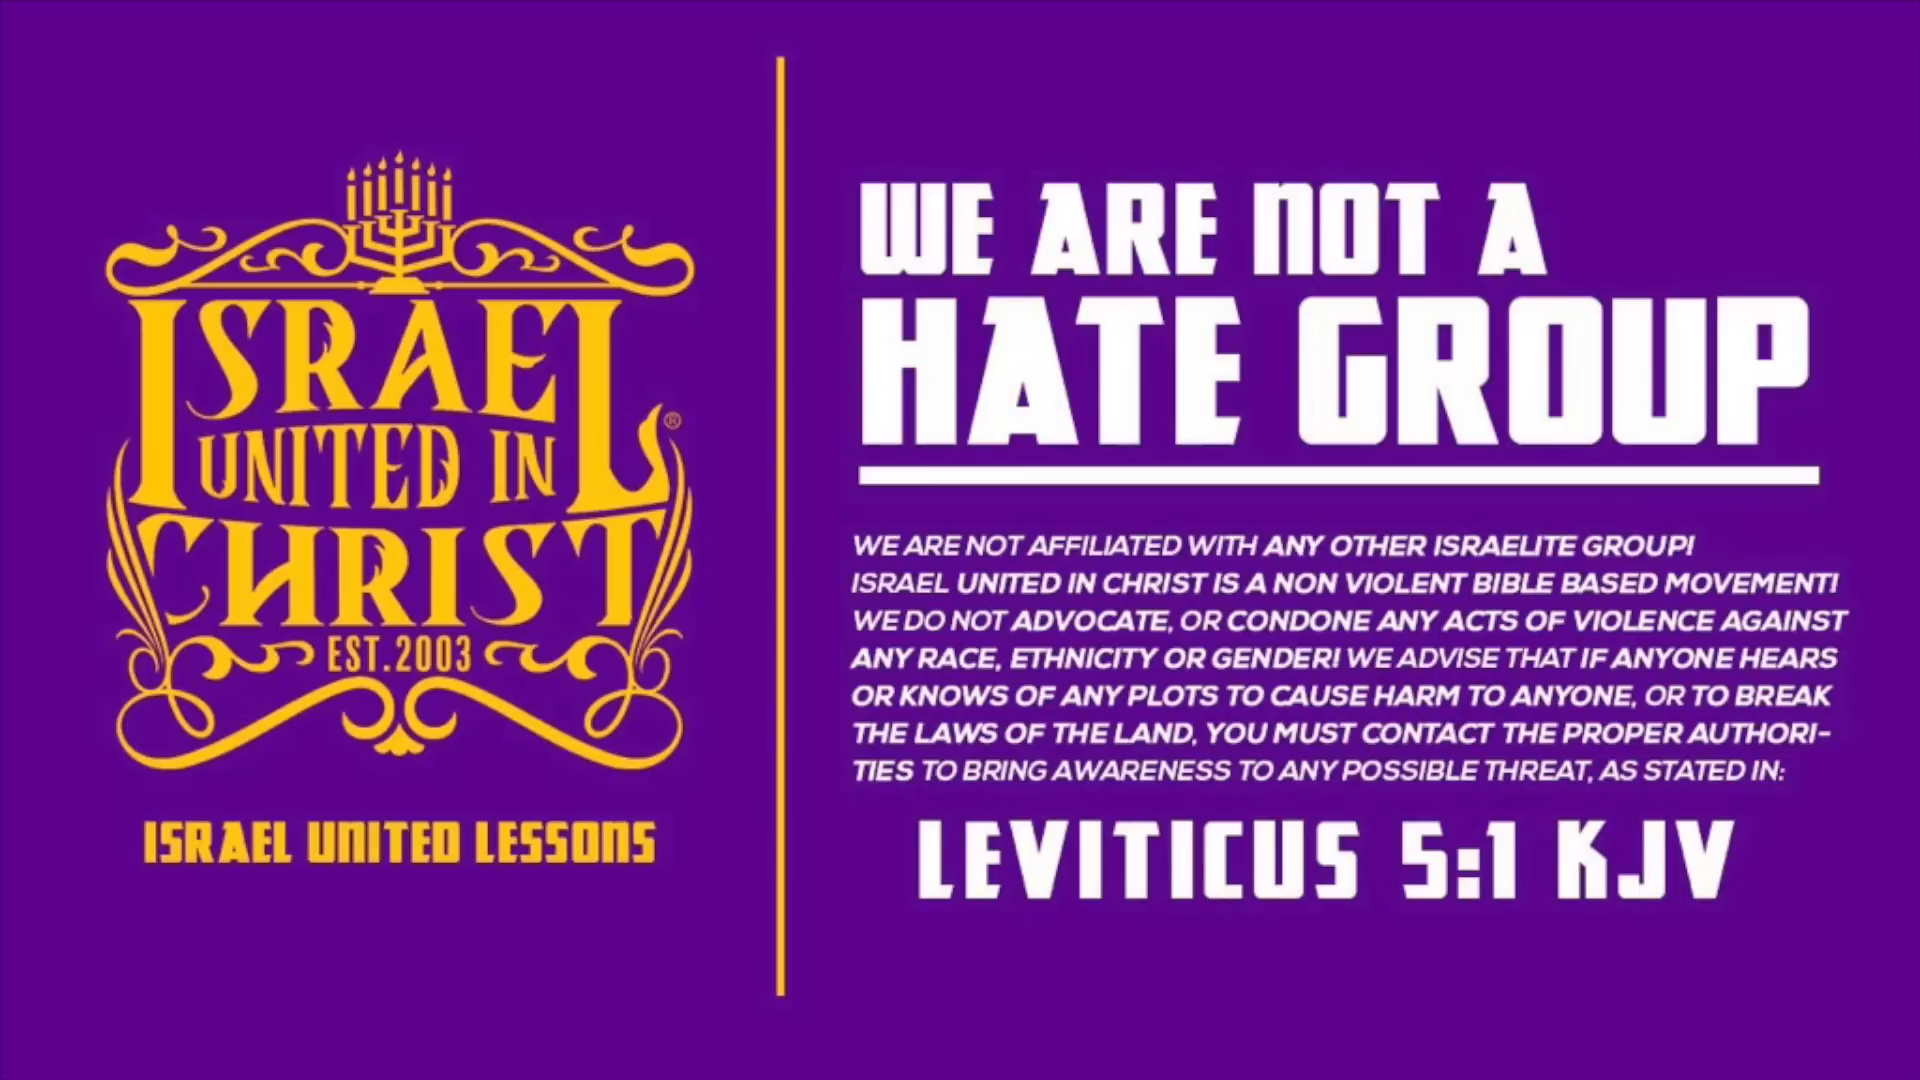 ISRAEL
UNITED IN
CHRIST
®
EST.2003
ISRAEL UNITED LESSONS
WE ARE NOT A
HATE GROUP
WE ARE NOT AFFILIATED WITH ANY OTHER ISRAELITE GROUP!
ISRAEL UNITED IN CHRIST IS A NON VIOLENT BIBLE BASED MOVEMENT!
WE DO NOT ADVOCATE, OR CONDONE ANY ACTS OF VIOLENCE AGAINST
ANY RACE, ETHNICITY OR GENDER! WE ADVISE THAT IF ANYONE HEARS
OR KNOWS OF ANY PLOTS TO CAUSE HARM TO ANYONE, OR TO BREAK
THE LAWS OF THE LAND, YOU MUST CONTACT THE PROPER AUTHORI-
TIES TO BRING AWARENESS TO ANY POSSIBLE THREAT, AS STATED IN:
LEVITICUS 5:1 KJV